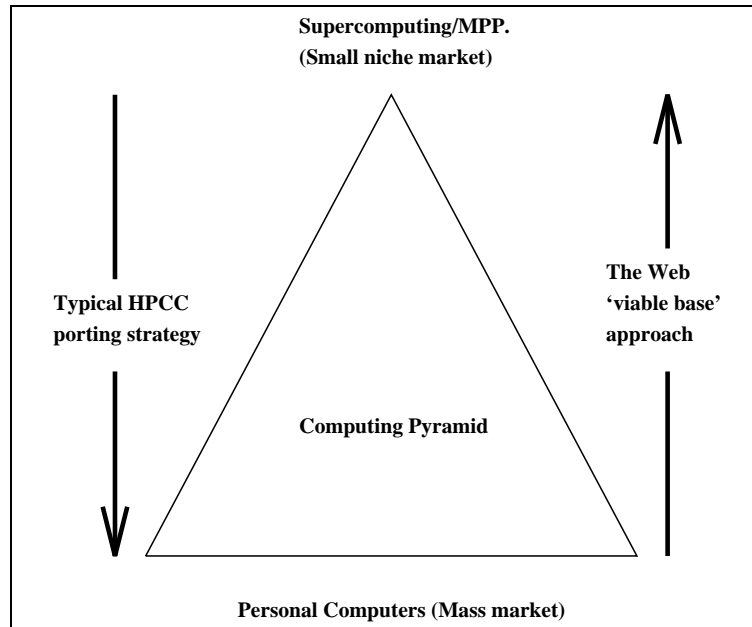 Supercomputing/MPP.
(Small niche market)
Typical HPCC
porting strategy
The Web
‘viable base’
approach
Computing Pyramid
Personal Computers (Mass market)